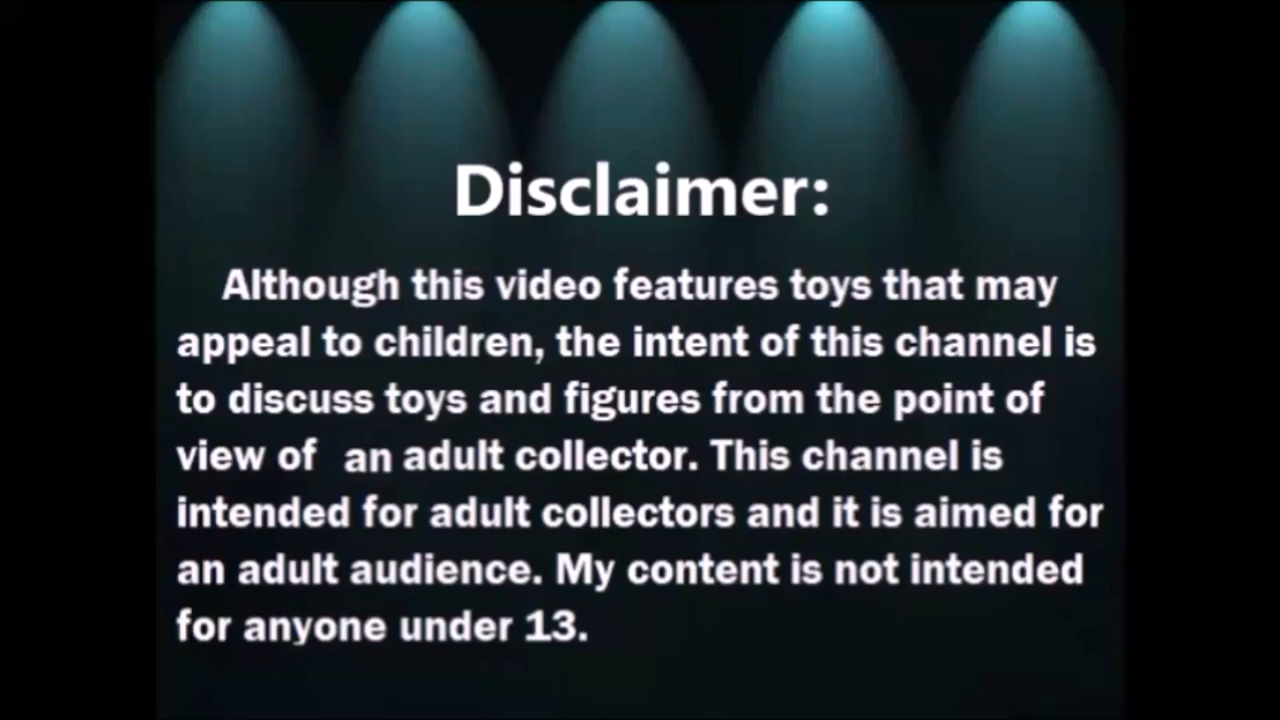 Disclaimer:
Although this video features toys that may
appeal to children, the intent of this channel is
to discuss toys and figures from the point of
view of an adult collector. This channel is
intended for adult collectors and it is aimed for
an adult audience. My content is not intended
for anyone under 13.